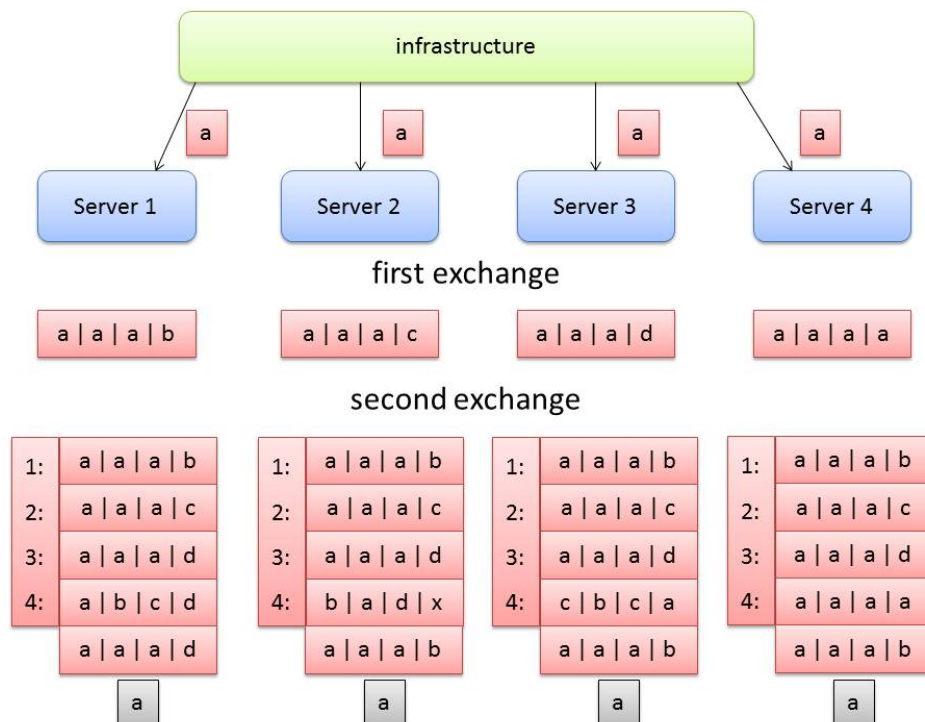 infrastructure
a a a a
Server 1 Server 2 Server 3 Server 4
first exchange
a | a | a | b a | a | a | c a | a | a | d a | a | a | a
second exchange
1: a | a | a | b 1: a | a | a | b 1: a | a | a | b 1: a | a | a | b
2: a | a | a | c 2: a | a | a | c 2: a | a | a | c 2: a | a | a | c
3: a | a | a | d 3: a | a | a | d 3: a | a | a | d 3: a | a | a | d
4: a | b | c | d 4: b | a | d | x 4: c | b | c | a 4: a | a | a | a
a | a | a | d a | a | a | b a | a | a | b a | a | a | b
a a a a